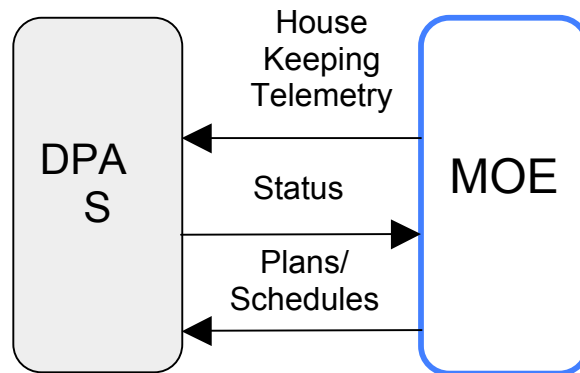 House
Keeping
Telemetry
DPA
S
Status
MOE
Plans/
Schedules